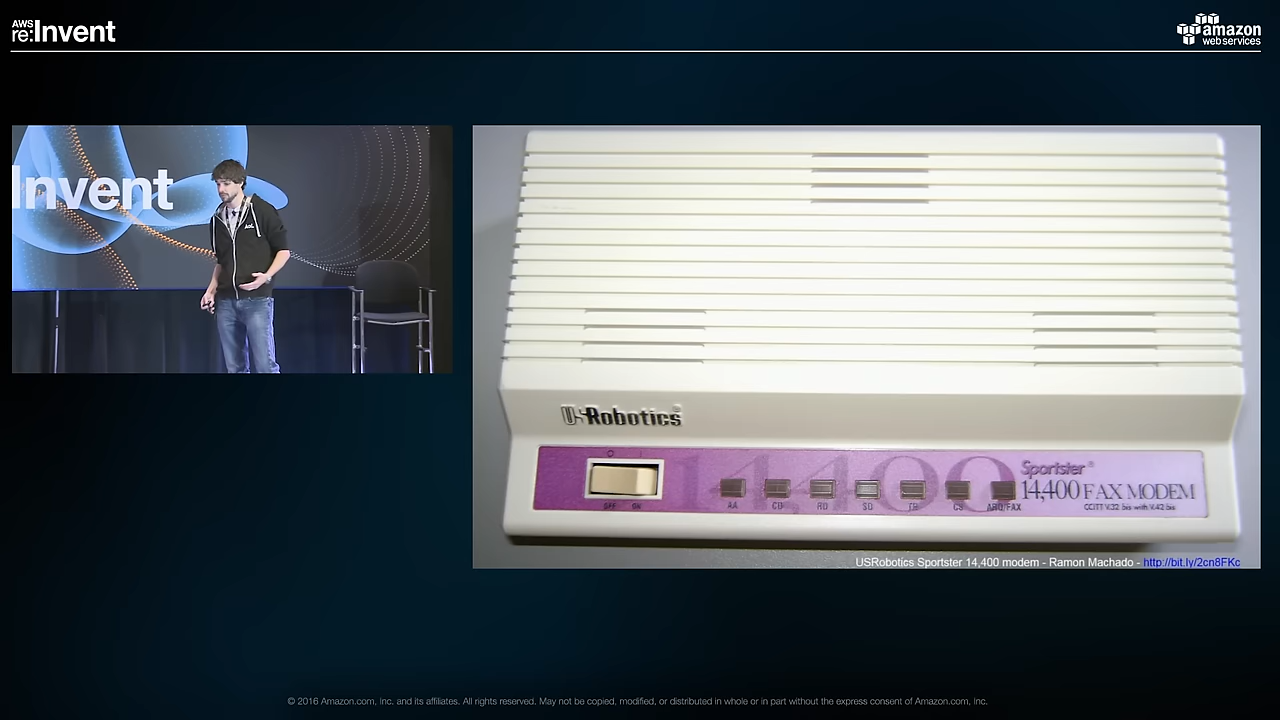 AWS
re:Invent
amazon
web services
Invent
USRobotics
14400
Sportster®
14,400 FAX MODEM
CCITT V.32 bis with V.42 bis
OFF ON
AA CD RD SD TR CS ARQ/FAX
USRobotics Sportster 14,400 modem - Ramon Machado - http://bit.ly/2cn8FKc
© 2016 Amazon.com, Inc. and its affiliates. All rights reserved. May not be copied, modified, or distributed in whole or in part without the express consent of Amazon.com, Inc.